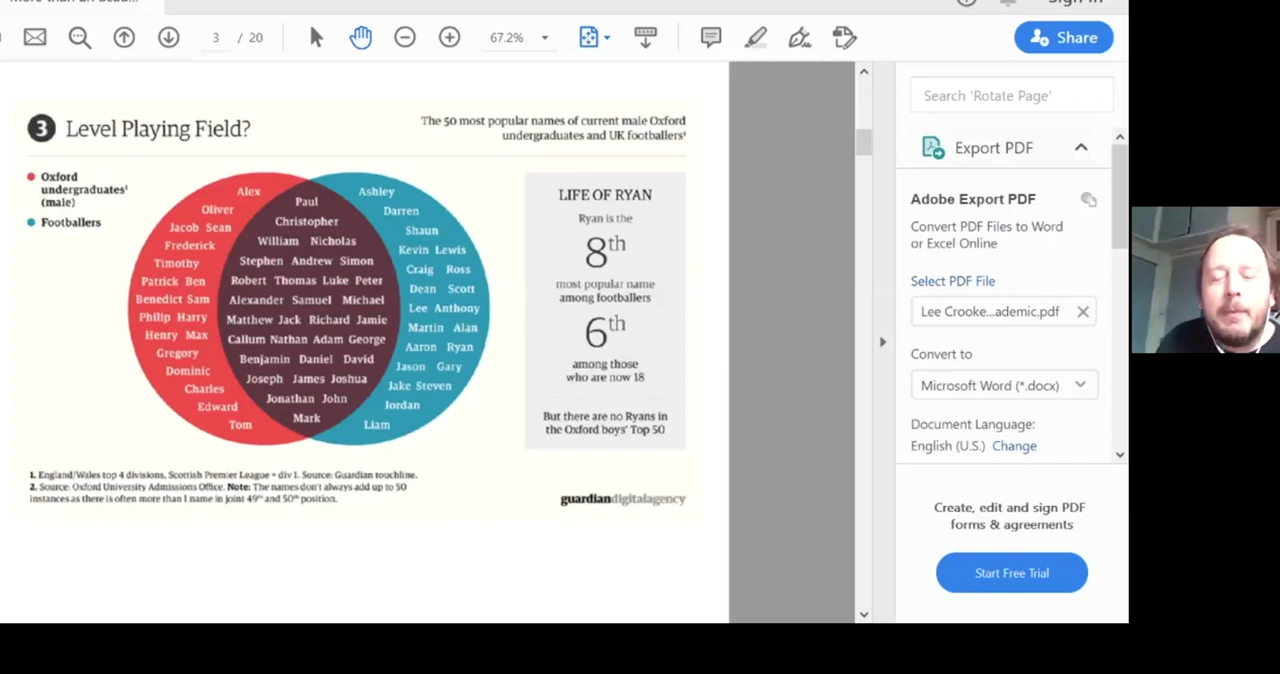 More than an acad...
Sign In
3 / 20
67.2%
Share
3 Level Playing Field?
The 50 most popular names of current male Oxford
undergraduates and UK footballers¹
Oxford
undergraduates¹
(male)
Footballers
Alex
Oliver
Jacob Sean
Frederick
Timothy
Patrick Ben
Benedict Sam
Philip Harry
Henry Max
Gregory
Dominic
Charles
Edward
Tom
Paul
Christopher
William Nicholas
Stephen Andrew Simon
Robert Thomas Luke Peter
Alexander Samuel Michael
Matthew Jack Richard Jamie
Callum Nathan Adam George
Benjamin Daniel David
Joseph James Joshua
Jonathan John
Mark
Ashley
Darren
Shaun
Kevin Lewis
Craig Ross
Dean Scott
Lee Anthony
Martin Alan
Aaron Ryan
Jason Gary
Jake Steven
Jordan
Liam
LIFE OF RYAN
Ryan is the
8th
most popular name
among footballers
6th
among those
who are now 18
But there are no Ryans in
the Oxford boys' Top 50
1. England/Wales top 4 divisions, Scottish Premier League + div 1. Source: Guardian touchline.
2. Source: Oxford University Admissions Office. Note: The names don't always add up to 50
instances as there is often more than 1 name in joint 49th and 50th position.
guardiandigitalagency
Search 'Rotate Page'
Export PDF
Adobe Export PDF
Convert PDF Files to Word
or Excel Online
Select PDF File
Lee Crooke...ademic.pdf
Convert to
Microsoft Word (*.docx)
Document Language:
English (U.S.) Change
Create, edit and sign PDF
forms & agreements
Start Free Trial